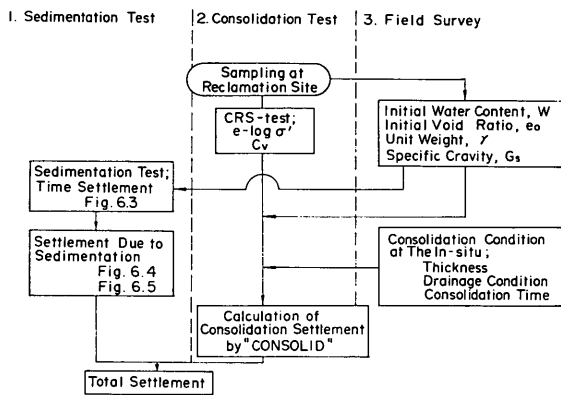 1. Sedimentation Test
2. Consolidation Test
3. Field Survey
Sampling at
Reclamation Site
CRS-test;
e-log σ'
Cv
Initial Water Content, W
Initial Void Ratio, e₀
Unit Weight, γ
Specific Cravity, Gs
Sedimentation Test;
Time Settlement
Fig. 6.3
Settlement Due to
Sedimentation
Fig. 6.4
Fig. 6.5
Consolidation Condition
at The In-situ;
Thickness
Drainage Condition
Consolidation Time
Calculation of
Consolidation Settlement
by "CONSOLID"
Total Settlement